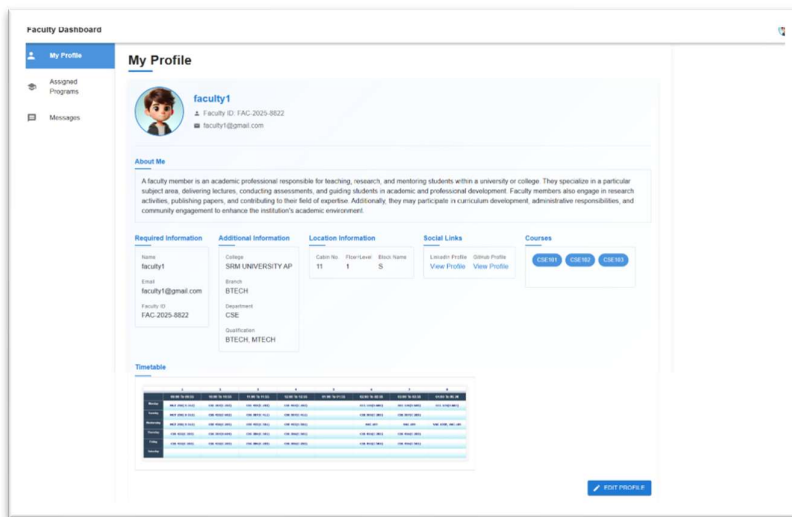 Faculty Dashboard
My Profile
Assigned
Programs
Messages
My Profile
faculty1
Faculty ID: FAC-2025-8822
faculty1@gmail.com
About Me
A faculty member is an academic professional responsible for teaching, research, and mentoring students within a university or college. They specialize in a particular
subject area, delivering lectures, conducting assessments, and guiding students in academic and professional development. Faculty members also engage in research
activities, publishing papers, and contributing to their field of expertise. Additionally, they may participate in curriculum development, administrative responsibilities, and
community engagement to enhance the institution's academic environment.
Required Information
Name
faculty1
Email
faculty1@gmail.com
Faculty ID
FAC-2025-8822
Additional Information
College
SRM UNIVERSITY AP
Branch
BTECH
Department
CSE
Qualification
BTECH, MTECH
Location Information
Cabin No Floor/Level Block Name
11 1 S
Social Links
LinkedIn Profile Github Profile
View Profile View Profile
Courses
CSE101 CSE102 CSE103
Timetable
Monday
Tuesday
Wednesday
Thursday
Friday
Saturday
EDIT PROFILE